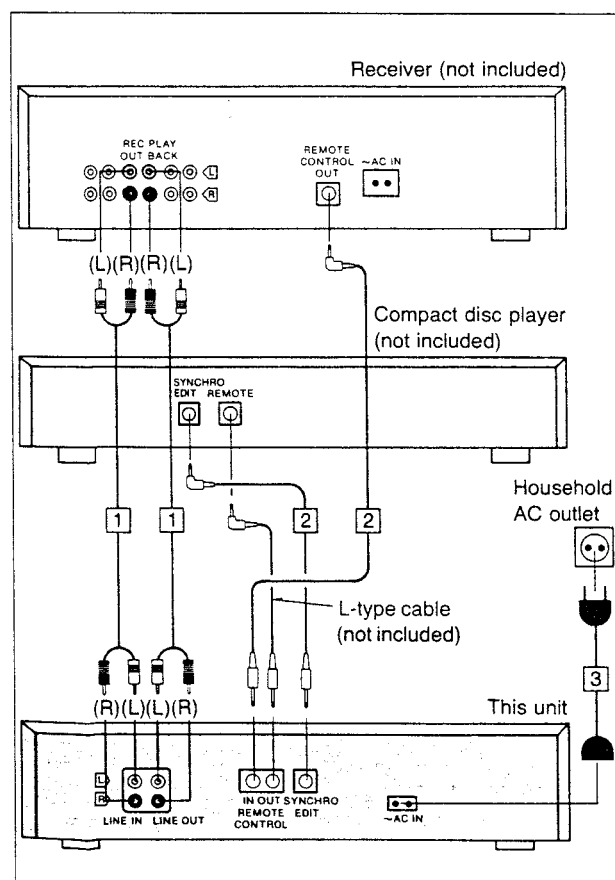 Receiver (not included)
REC PLAY
OUT BACK
L
R
REMOTE
CONTROL
OUT
~AC IN
(L)(R)(R)(L)
Compact disc player
(not included)
SYNCHRO
EDIT REMOTE
Household
AC outlet
1
1
2
2
L-type cable
(not included)
3
(R)(L)(L)(R)
This unit
L
R
LINE IN LINE OUT
IN OUT SYNCHRO
REMOTE EDIT
CONTROL
~AC IN